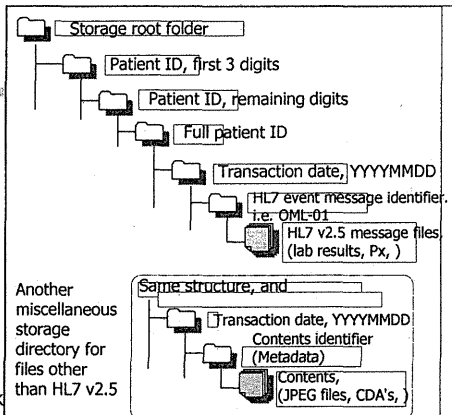 Storage root folder
Patient ID, first 3 digits
Patient ID, remaining digits
Full patient ID
Transaction date, YYYYMMDD
HL7 event message identifier.
i.e. OML-01
HL7 v2.5 message files.
(lab results, Px, )
Another
miscellaneous
storage
directory for
files other
than HL7 v2.5
Same structure, and
Transaction date, YYYYMMDD
Contents identifier
(Metadata)
Contents,
(JPEG files, CDA's, )